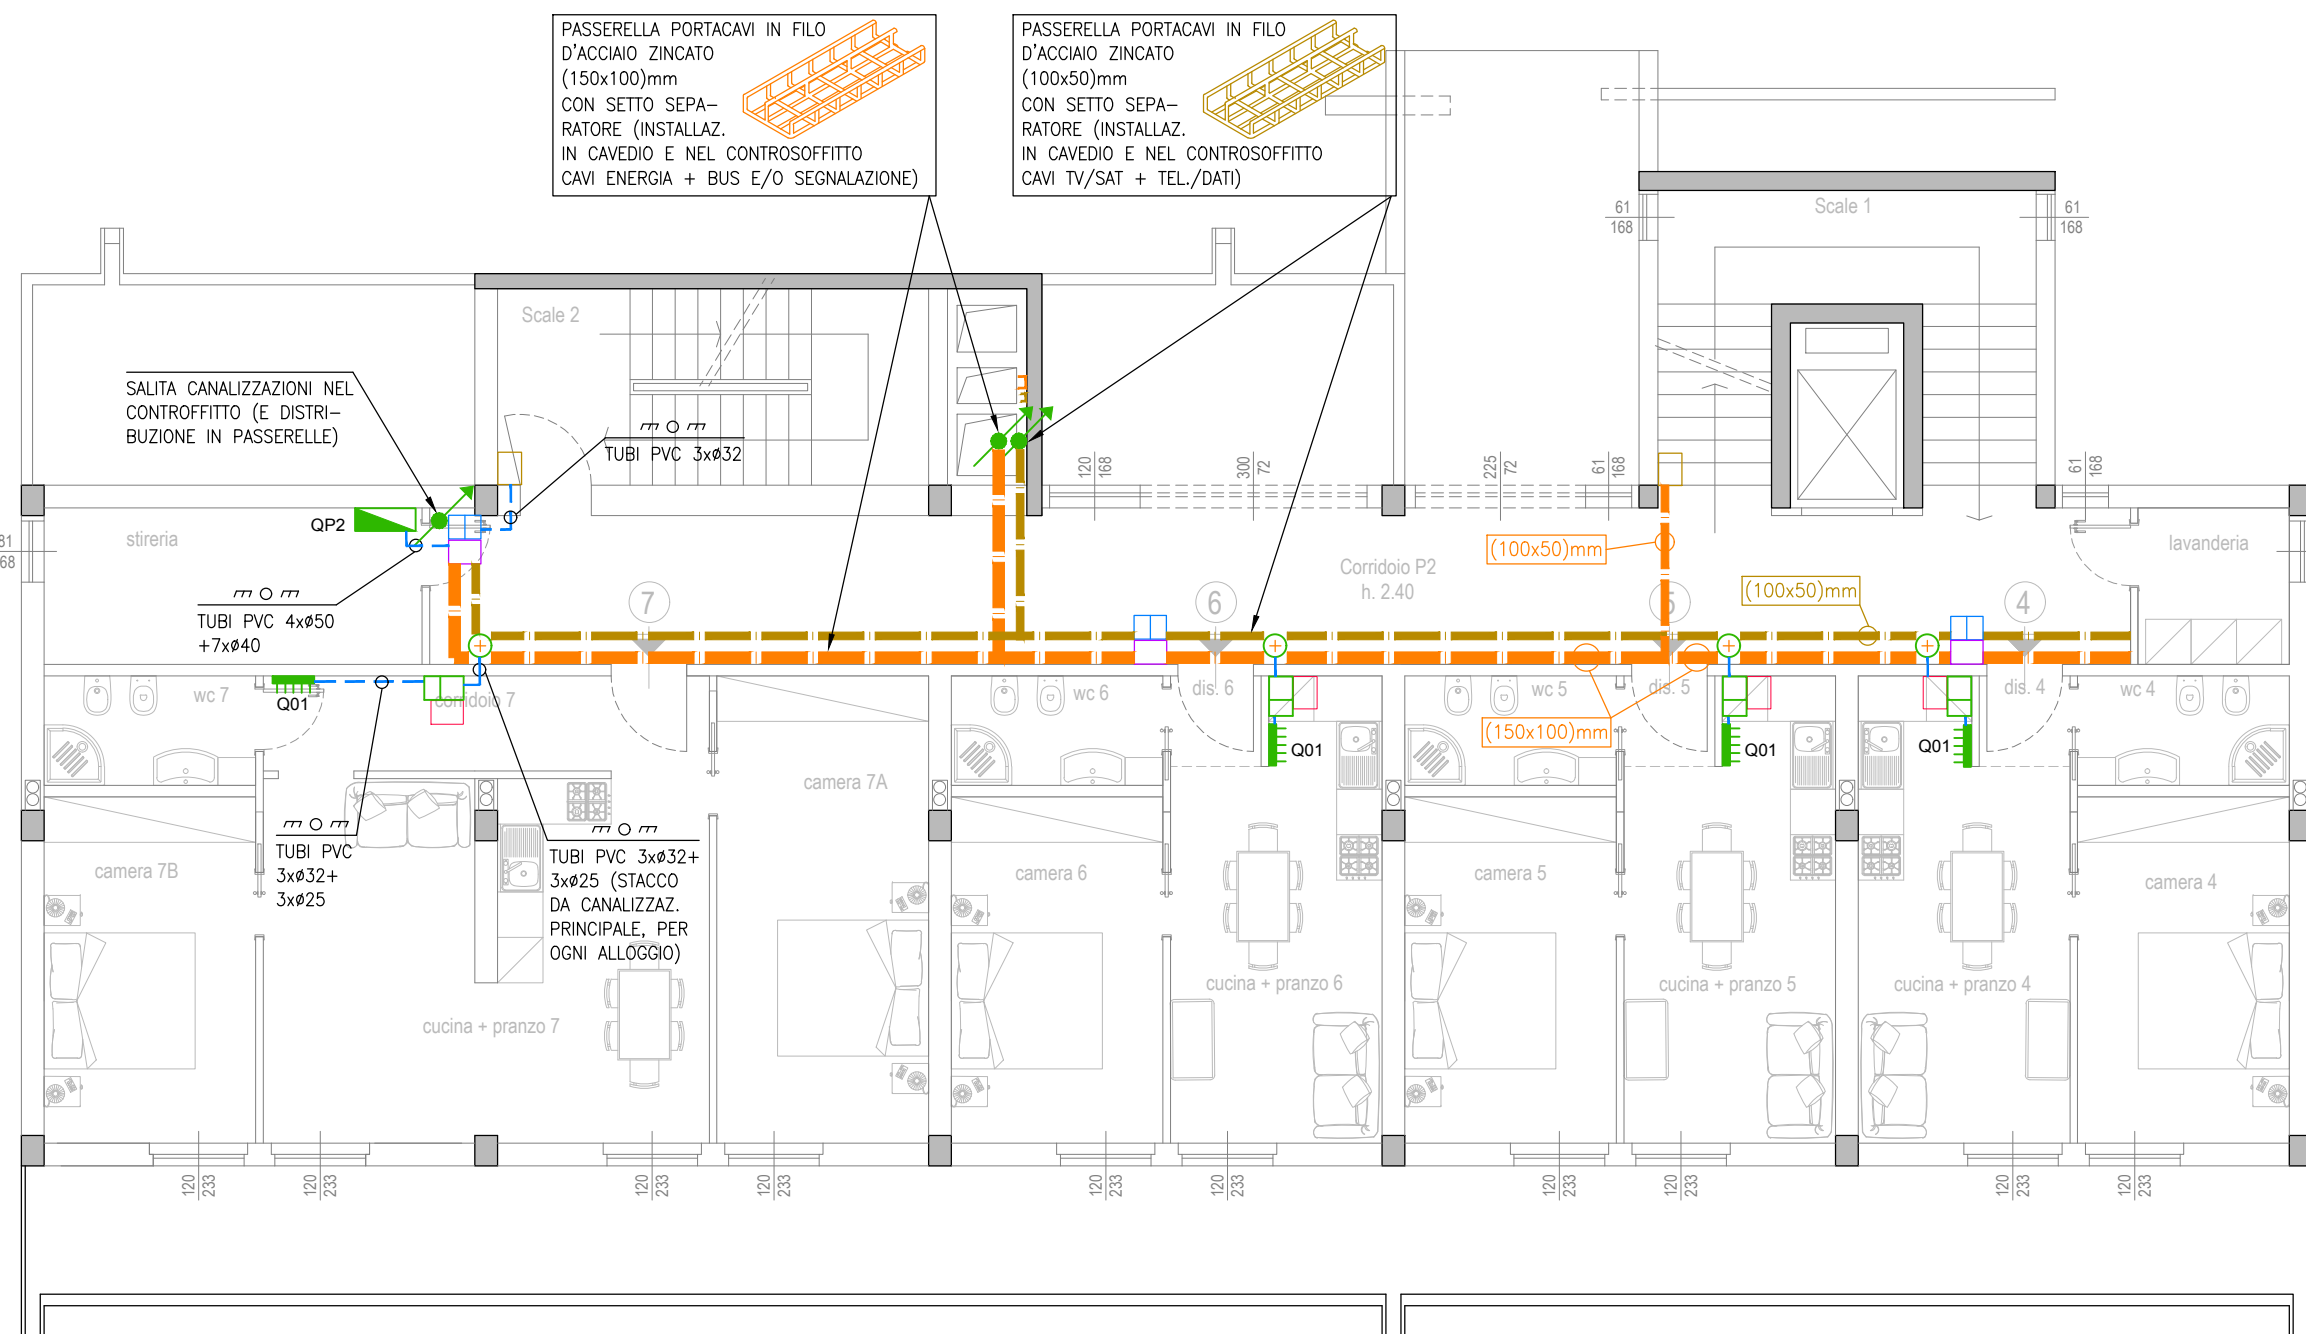 PASSERELLA PORTACAVI IN FILO
D'ACCIAIO ZINCATO
(150x100)mm
CON SETTO SEPA-
RATORE (INSTALLAZ.
IN CAVEDIO E NEL CONTROSOFFITTO
CAVI ENERGIA + BUS E/O SEGNALAZIONE)
PASSERELLA PORTACAVI IN FILO
D'ACCIAIO ZINCATO
(100x50)mm
CON SETTO SEPA-
RATORE (INSTALLAZ.
IN CAVEDIO E NEL CONTROSOFFITTO
CAVI TV/SAT + TEL./DATI)
Scale 1
61
168
61
168
Scale 2
SALITA CANALIZZAZIONI NEL
CONTROFFITTO (E DISTRI-
BUZIONE IN PASSERELLE)
TUBI PVC 3xø32
120
168
300
72
225
72
61
168
61
168
QP2
stireria
81
68
TUBI PVC 4xø50
+7xø40
Corridoio P2
h. 2.40
(100x50)mm
(100x50)mm
lavanderia
7
6
5
4
wc 7
Q01
corridoio 7
wc 6
dis. 6
wc 5
dis. 5
dis. 4
wc 4
(150x100)mm
Q01
Q01
Q01
camera 7A
TUBI PVC
3xø32+
3xø25
TUBI PVC 3xø32+
3xø25 (STACCO
DA CANALIZZAZ.
PRINCIPALE, PER
OGNI ALLOGGIO)
camera 7B
camera 6
camera 5
camera 4
cucina + pranzo 7
cucina + pranzo 6
cucina + pranzo 5
cucina + pranzo 4
120
233
120
233
120
233
120
233
120
233
120
233
120
233
120
233
120
233
120
233